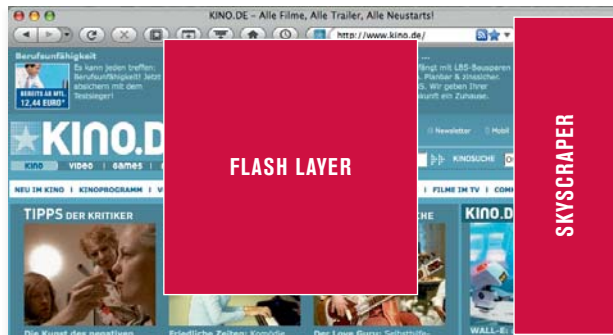 KINO.DE – Alle Filme, Alle Trailer, Alle Neustarts!
http://www.kino.de/
Berufsunfähigkeit
Es kann jeden treffen:
Berufsunfähigkeit! Jetzt
absichern mit dem
Testsieger!
BEREITS AB MTL.
12,44 EURO*
...
fängt mit LBS-Bausparen
Planbar & zinssicher.
Wir geben Ihrer
ein Zuhause.
KINO.D
Newsletter
Mobil
KINO VIDEO | Games |
KINOSUCHE
NEU IM KINO | KINOPROGRAMM | V
| FILME IM TV |
TIPPS DER KRITIKER
CHE
KINO.D
FLASH LAYER
SKYSCRAPER
Die Kunst des negativen
Friedliche Zeiten: Komödie
Der Love Guru: Selbsthilfe-
WALL-E: